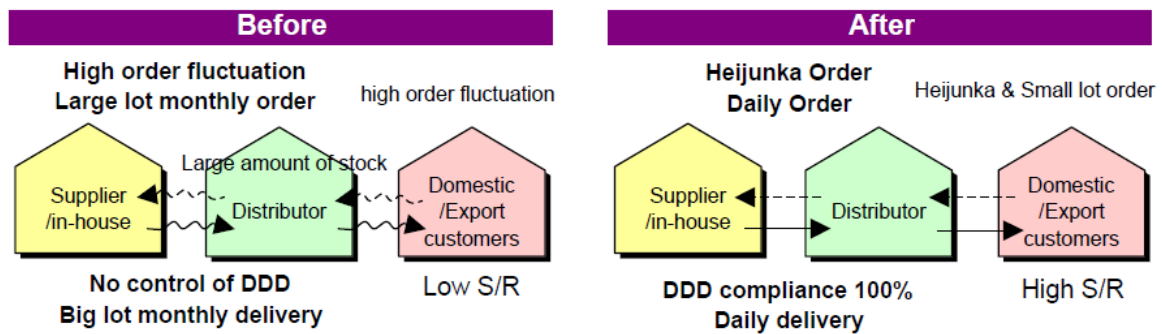 Before
High order fluctuation
Large lot monthly order
high order fluctuation
Large amount of stock
Supplier
/in-house
Distributor
Domestic
/Export
customers
No control of DDD
Big lot monthly delivery
Low S/R
After
Heijunka Order
Daily Order
Heijunka & Small lot order
Supplier
/in-house
Distributor
Domestic
/Export
customers
DDD compliance 100%
Daily delivery
High S/R